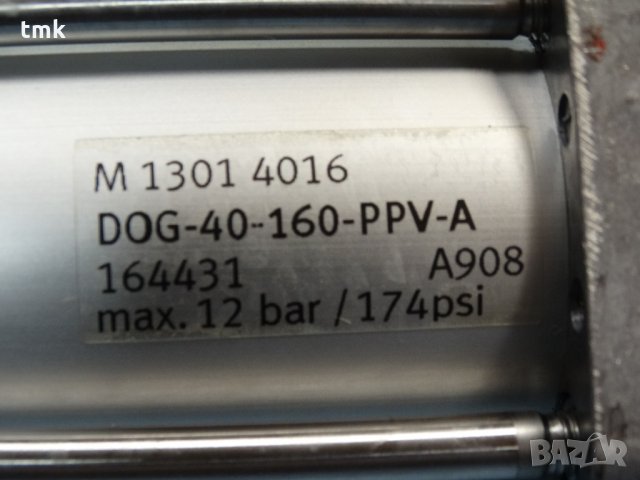 tmk
M 1301 4016
DOG-40-160-PPV-A
164431 A908
max. 12 bar / 174psi
BAZAR